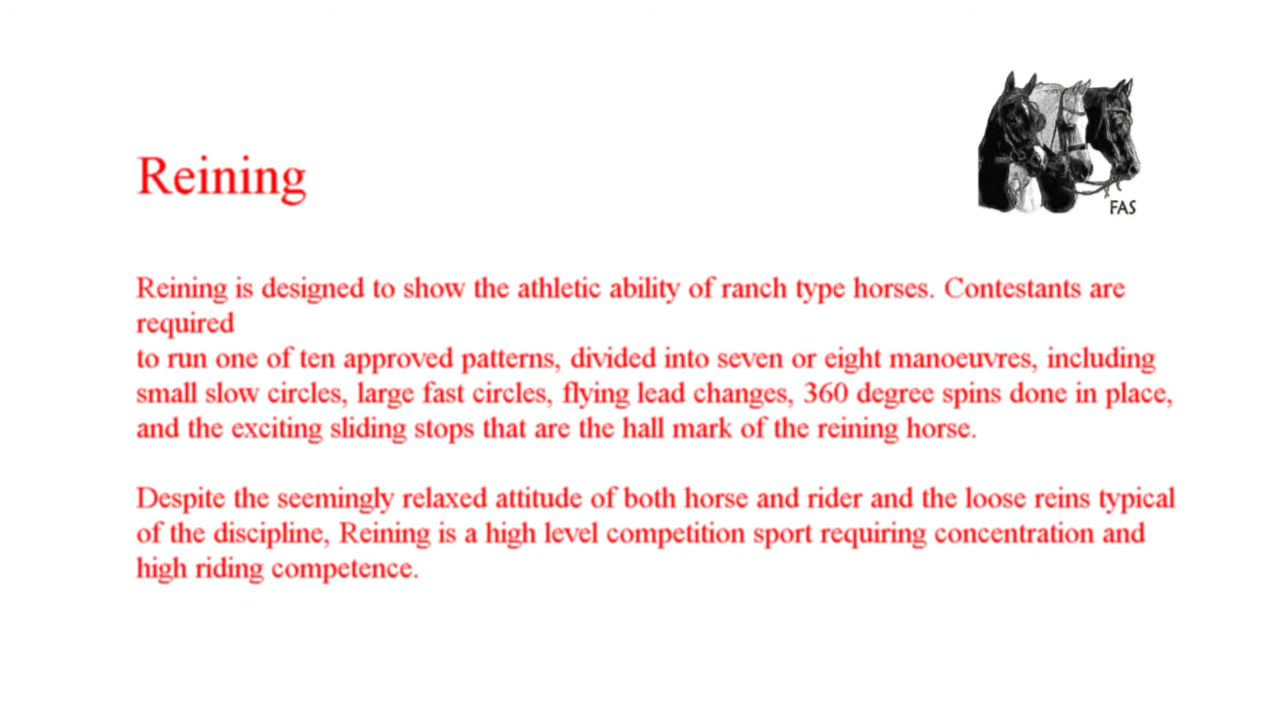 FAS
Reining
Reining is designed to show the athletic ability of ranch type horses. Contestants are
required
to run one of ten approved patterns, divided into seven or eight manoeuvres, including
small slow circles, large fast circles, flying lead changes, 360 degree spins done in place,
and the exciting sliding stops that are the hall mark of the reining horse.
Despite the seemingly relaxed attitude of both horse and rider and the loose reins typical
of the discipline, Reining is a high level competition sport requiring concentration and
high riding competence.